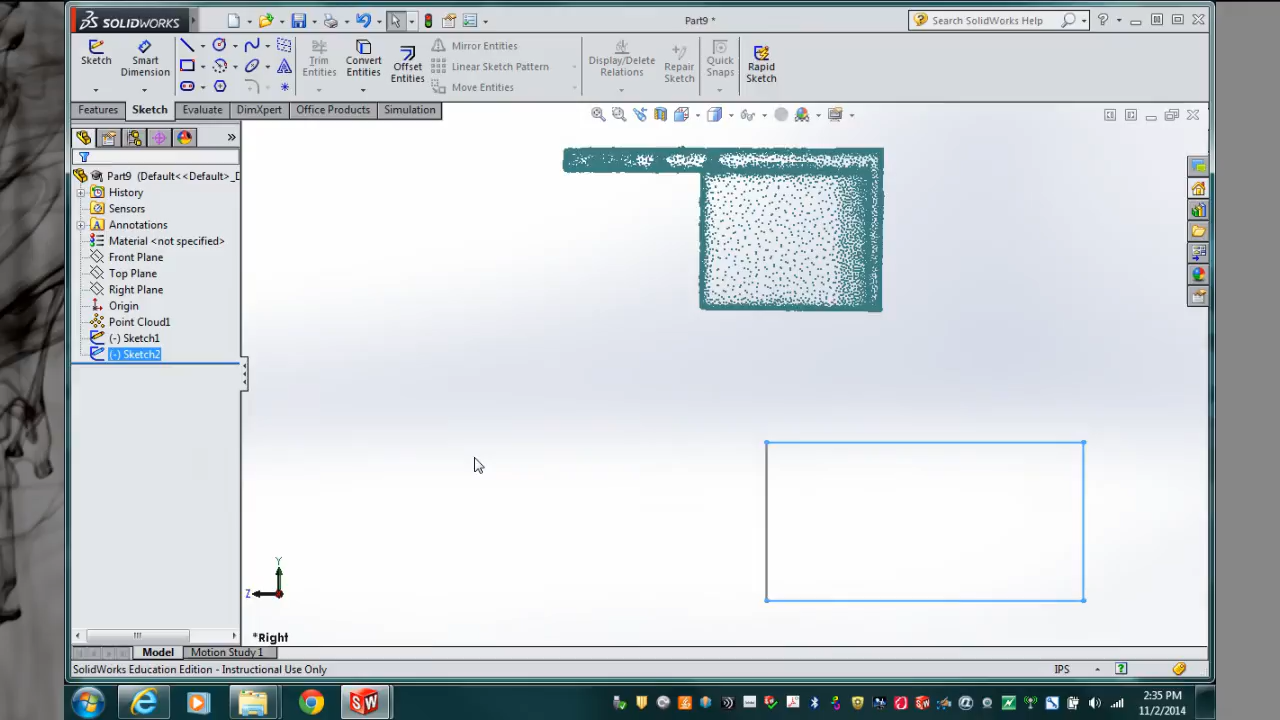 SOLIDWORKS
Part9 *
Search SolidWorks Help
Sketch
Smart
Dimension
Trim
Entities
Convert
Entities
Offset
Entities
Mirror Entities
Linear Sketch Pattern
Move Entities
Display/Delete
Relations
Repair
Sketch
Quick
Snaps
Rapid
Sketch
Features
Sketch
Evaluate
DimXpert
Office Products
Simulation
Part9 (Default<<Default>_D
History
Sensors
Annotations
Material <not specified>
Front Plane
Top Plane
Right Plane
Origin
Point Cloud1
(-) Sketch1
(-) Sketch2
Y
Z
*Right
Model
Motion Study 1
SolidWorks Education Edition - Instructional Use Only
IPS
2:35 PM
11/2/2014